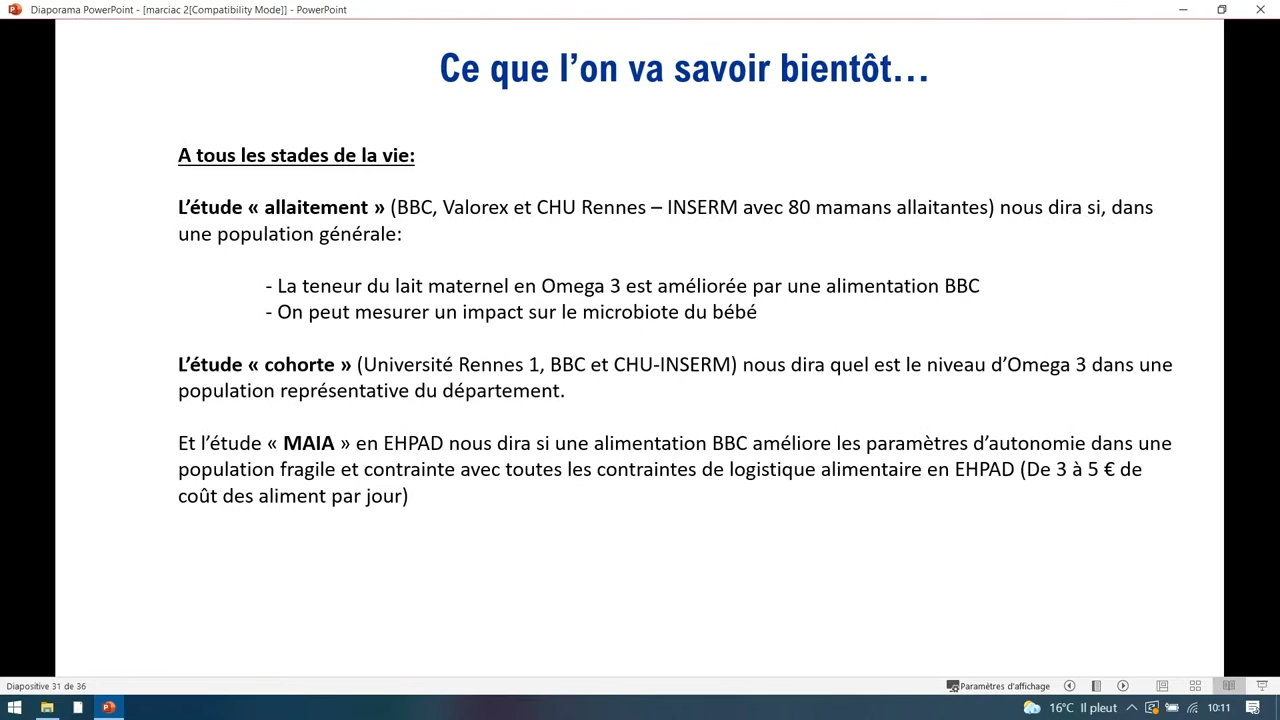 Diaporama PowerPoint - [marciac 2[Compatibility Mode]] - PowerPoint
Ce que l’on va savoir bientôt…
A tous les stades de la vie:
L’étude « allaitement » (BBC, Valorex et CHU Rennes – INSERM avec 80 mamans allaitantes) nous dira si, dans
une population générale:
- La teneur du lait maternel en Omega 3 est améliorée par une alimentation BBC
- On peut mesurer un impact sur le microbiote du bébé
L’étude « cohorte » (Université Rennes 1, BBC et CHU-INSERM) nous dira quel est le niveau d’Omega 3 dans une
population représentative du département.
Et l’étude « MAIA » en EHPAD nous dira si une alimentation BBC améliore les paramètres d’autonomie dans une
population fragile et contrainte avec toutes les contraintes de logistique alimentaire en EHPAD (De 3 à 5 € de
coût des aliment par jour)
Diapositive 31 de 36
Paramètres d'affichage
16°C Il pleut
10:11